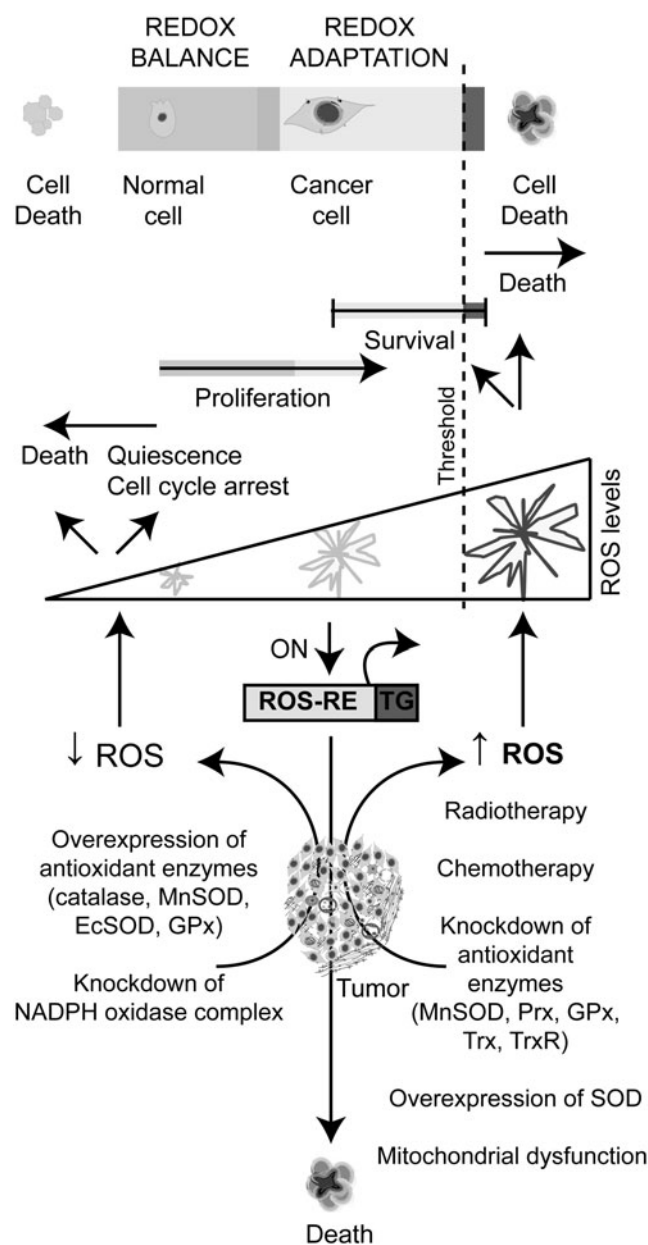 REDOX
BALANCE
REDOX
ADAPTATION
Cell
Death
Normal
cell
Cancer
cell
Cell
Death
Death
Survival
Proliferation
Threshold
Death
Quiescence
Cell cycle arrest
ROS levels
ON
ROS-RE TG
↓ ROS
↑ ROS
Overexpression of
antioxidant enzymes
(catalase, MnSOD,
EcSOD, GPx)
Knockdown of
NADPH oxidase complex
Tumor
Radiotherapy
Chemotherapy
Knockdown of
antioxidant
enzymes
(MnSOD, Prx, GPx,
Trx, TrxR)
Overexpression of SOD
Mitochondrial dysfunction
Death